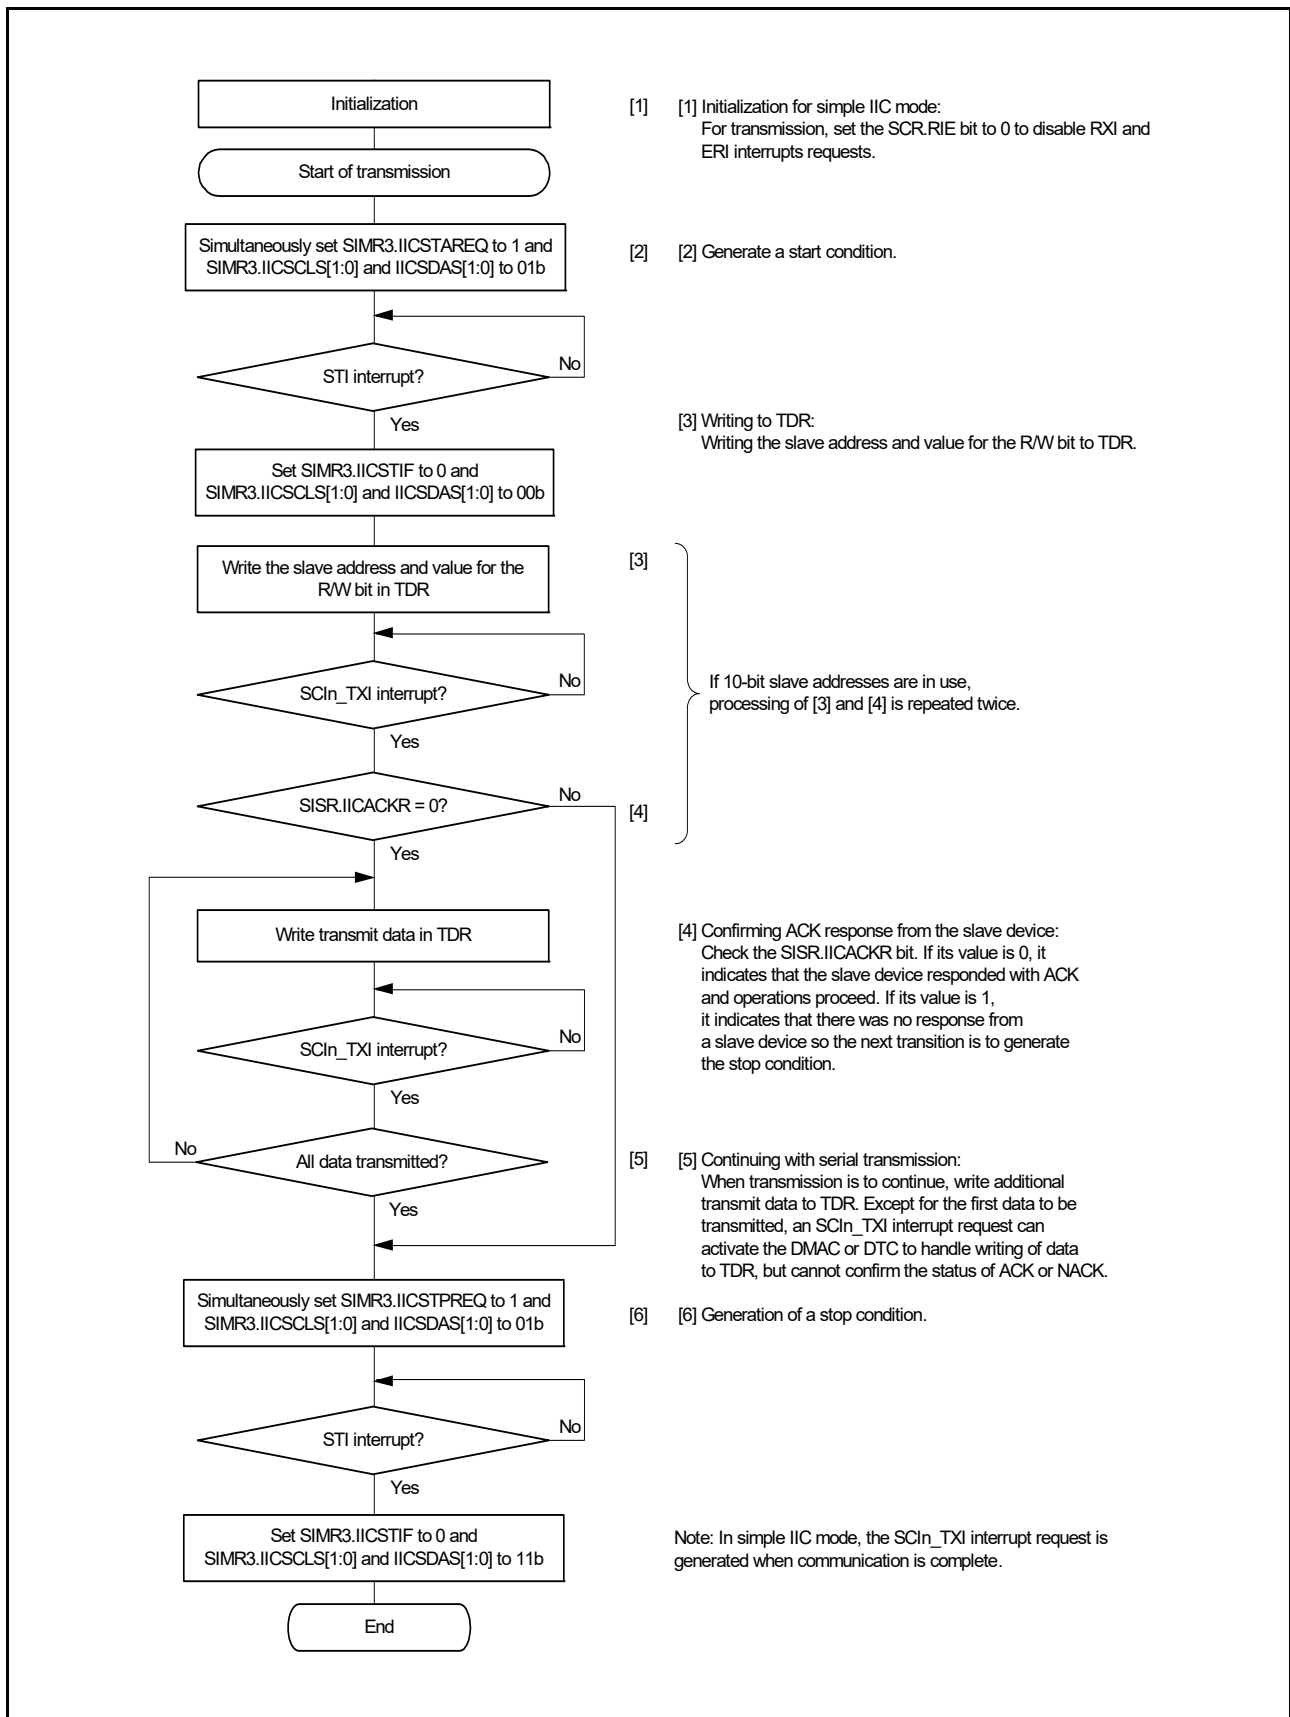 Initialization
[1]
[1] Initialization for simple IIC mode:
For transmission, set the SCR.RIE bit to 0 to disable RXI and
ERI interrupts requests.
Start of transmission
Simultaneously set SIMR3.IICSTAREQ to 1 and
SIMR3.IICSCLS[1:0] and IICSDAS[1:0] to 01b
[2]
[2] Generate a start condition.
STI interrupt?
No
Yes
[3] Writing to TDR:
Writing the slave address and value for the R/W bit to TDR.
Set SIMR3.IICSTIF to 0 and
SIMR3.IICSCLS[1:0] and IICSDAS[1:0] to 00b
Write the slave address and value for the
R/W bit in TDR
[3]
SCIn_TXI interrupt?
No
Yes
If 10-bit slave addresses are in use,
processing of [3] and [4] is repeated twice.
SISR.IICACKR = 0?
No
[4]
Yes
Write transmit data in TDR
[4] Confirming ACK response from the slave device:
Check the SISR.IICACKR bit. If its value is 0, it
indicates that the slave device responded with ACK
and operations proceed. If its value is 1,
it indicates that there was no response from
a slave device so the next transition is to generate
the stop condition.
SCIn_TXI interrupt?
No
Yes
All data transmitted?
No
Yes
[5]
[5] Continuing with serial transmission:
When transmission is to continue, write additional
transmit data to TDR. Except for the first data to be
transmitted, an SCIn_TXI interrupt request can
activate the DMAC or DTC to handle writing of data
to TDR, but cannot confirm the status of ACK or NACK.
Simultaneously set SIMR3.IICSTPREQ to 1 and
SIMR3.IICSCLS[1:0] and IICSDAS[1:0] to 01b
[6]
[6] Generation of a stop condition.
STI interrupt?
No
Yes
Set SIMR3.IICSTIF to 0 and
SIMR3.IICSCLS[1:0] and IICSDAS[1:0] to 11b
Note: In simple IIC mode, the SCIn_TXI interrupt request is
generated when communication is complete.
End